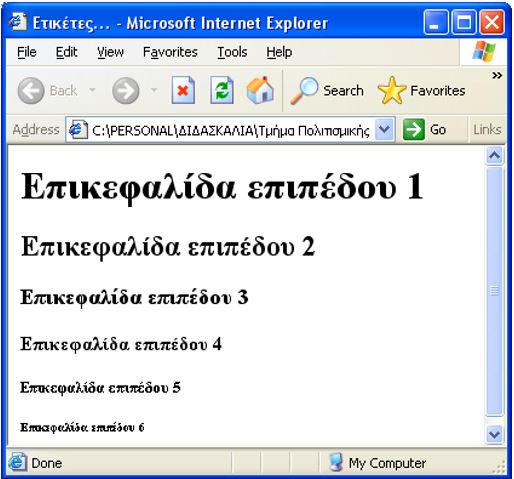 Ετικέτες... - Microsoft Internet Explorer
File Edit View Favorites Tools Help
Back Search Favorites »
Address C:\PERSONAL\ΔΙΔΑΣΚΑΛΙΑ\Τμήμα Πολιτισμικής Go Links
Επικεφαλίδα επιπέδου 1
Επικεφαλίδα επιπέδου 2
Επικεφαλίδα επιπέδου 3
Επικεφαλίδα επιπέδου 4
Επικεφαλίδα επιπέδου 5
Επικεφαλίδα επιπέδου 6
Done My Computer